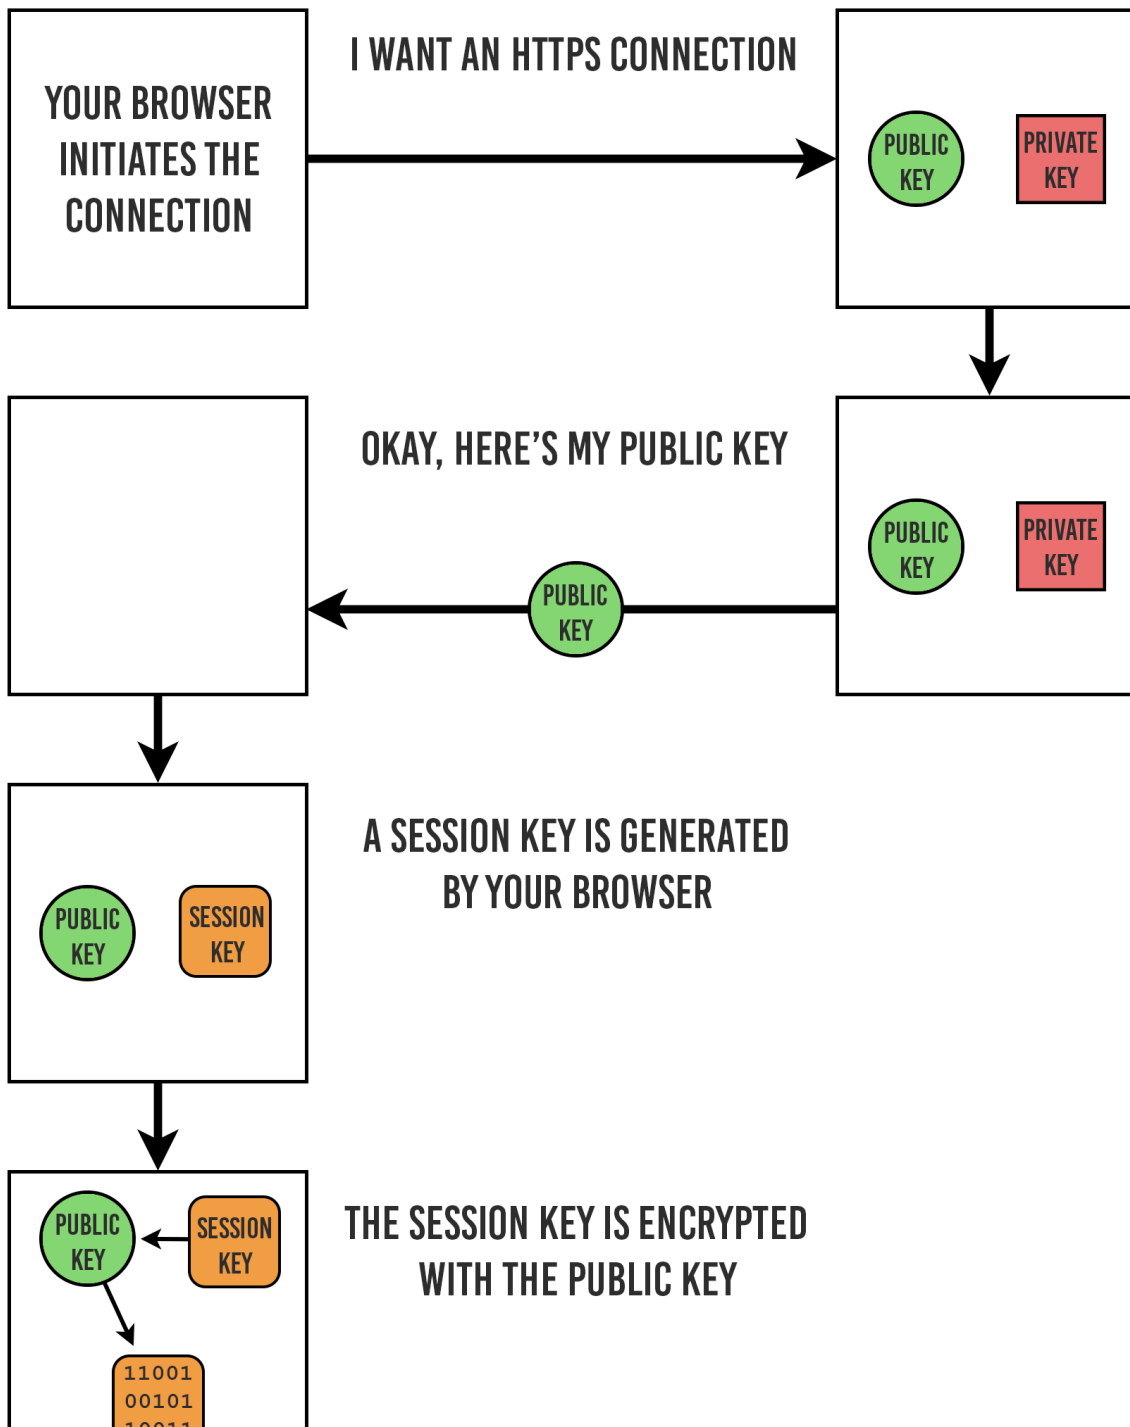 I WANT AN HTTPS CONNECTION
YOUR BROWSER
INITIATES THE
CONNECTION
PUBLIC
KEY
PRIVATE
KEY
OKAY, HERE’S MY PUBLIC KEY
PUBLIC
KEY
PRIVATE
KEY
PUBLIC
KEY
A SESSION KEY IS GENERATED
BY YOUR BROWSER
PUBLIC
KEY
SESSION
KEY
THE SESSION KEY IS ENCRYPTED
WITH THE PUBLIC KEY
PUBLIC
KEY
SESSION
KEY
11001
00101
10011